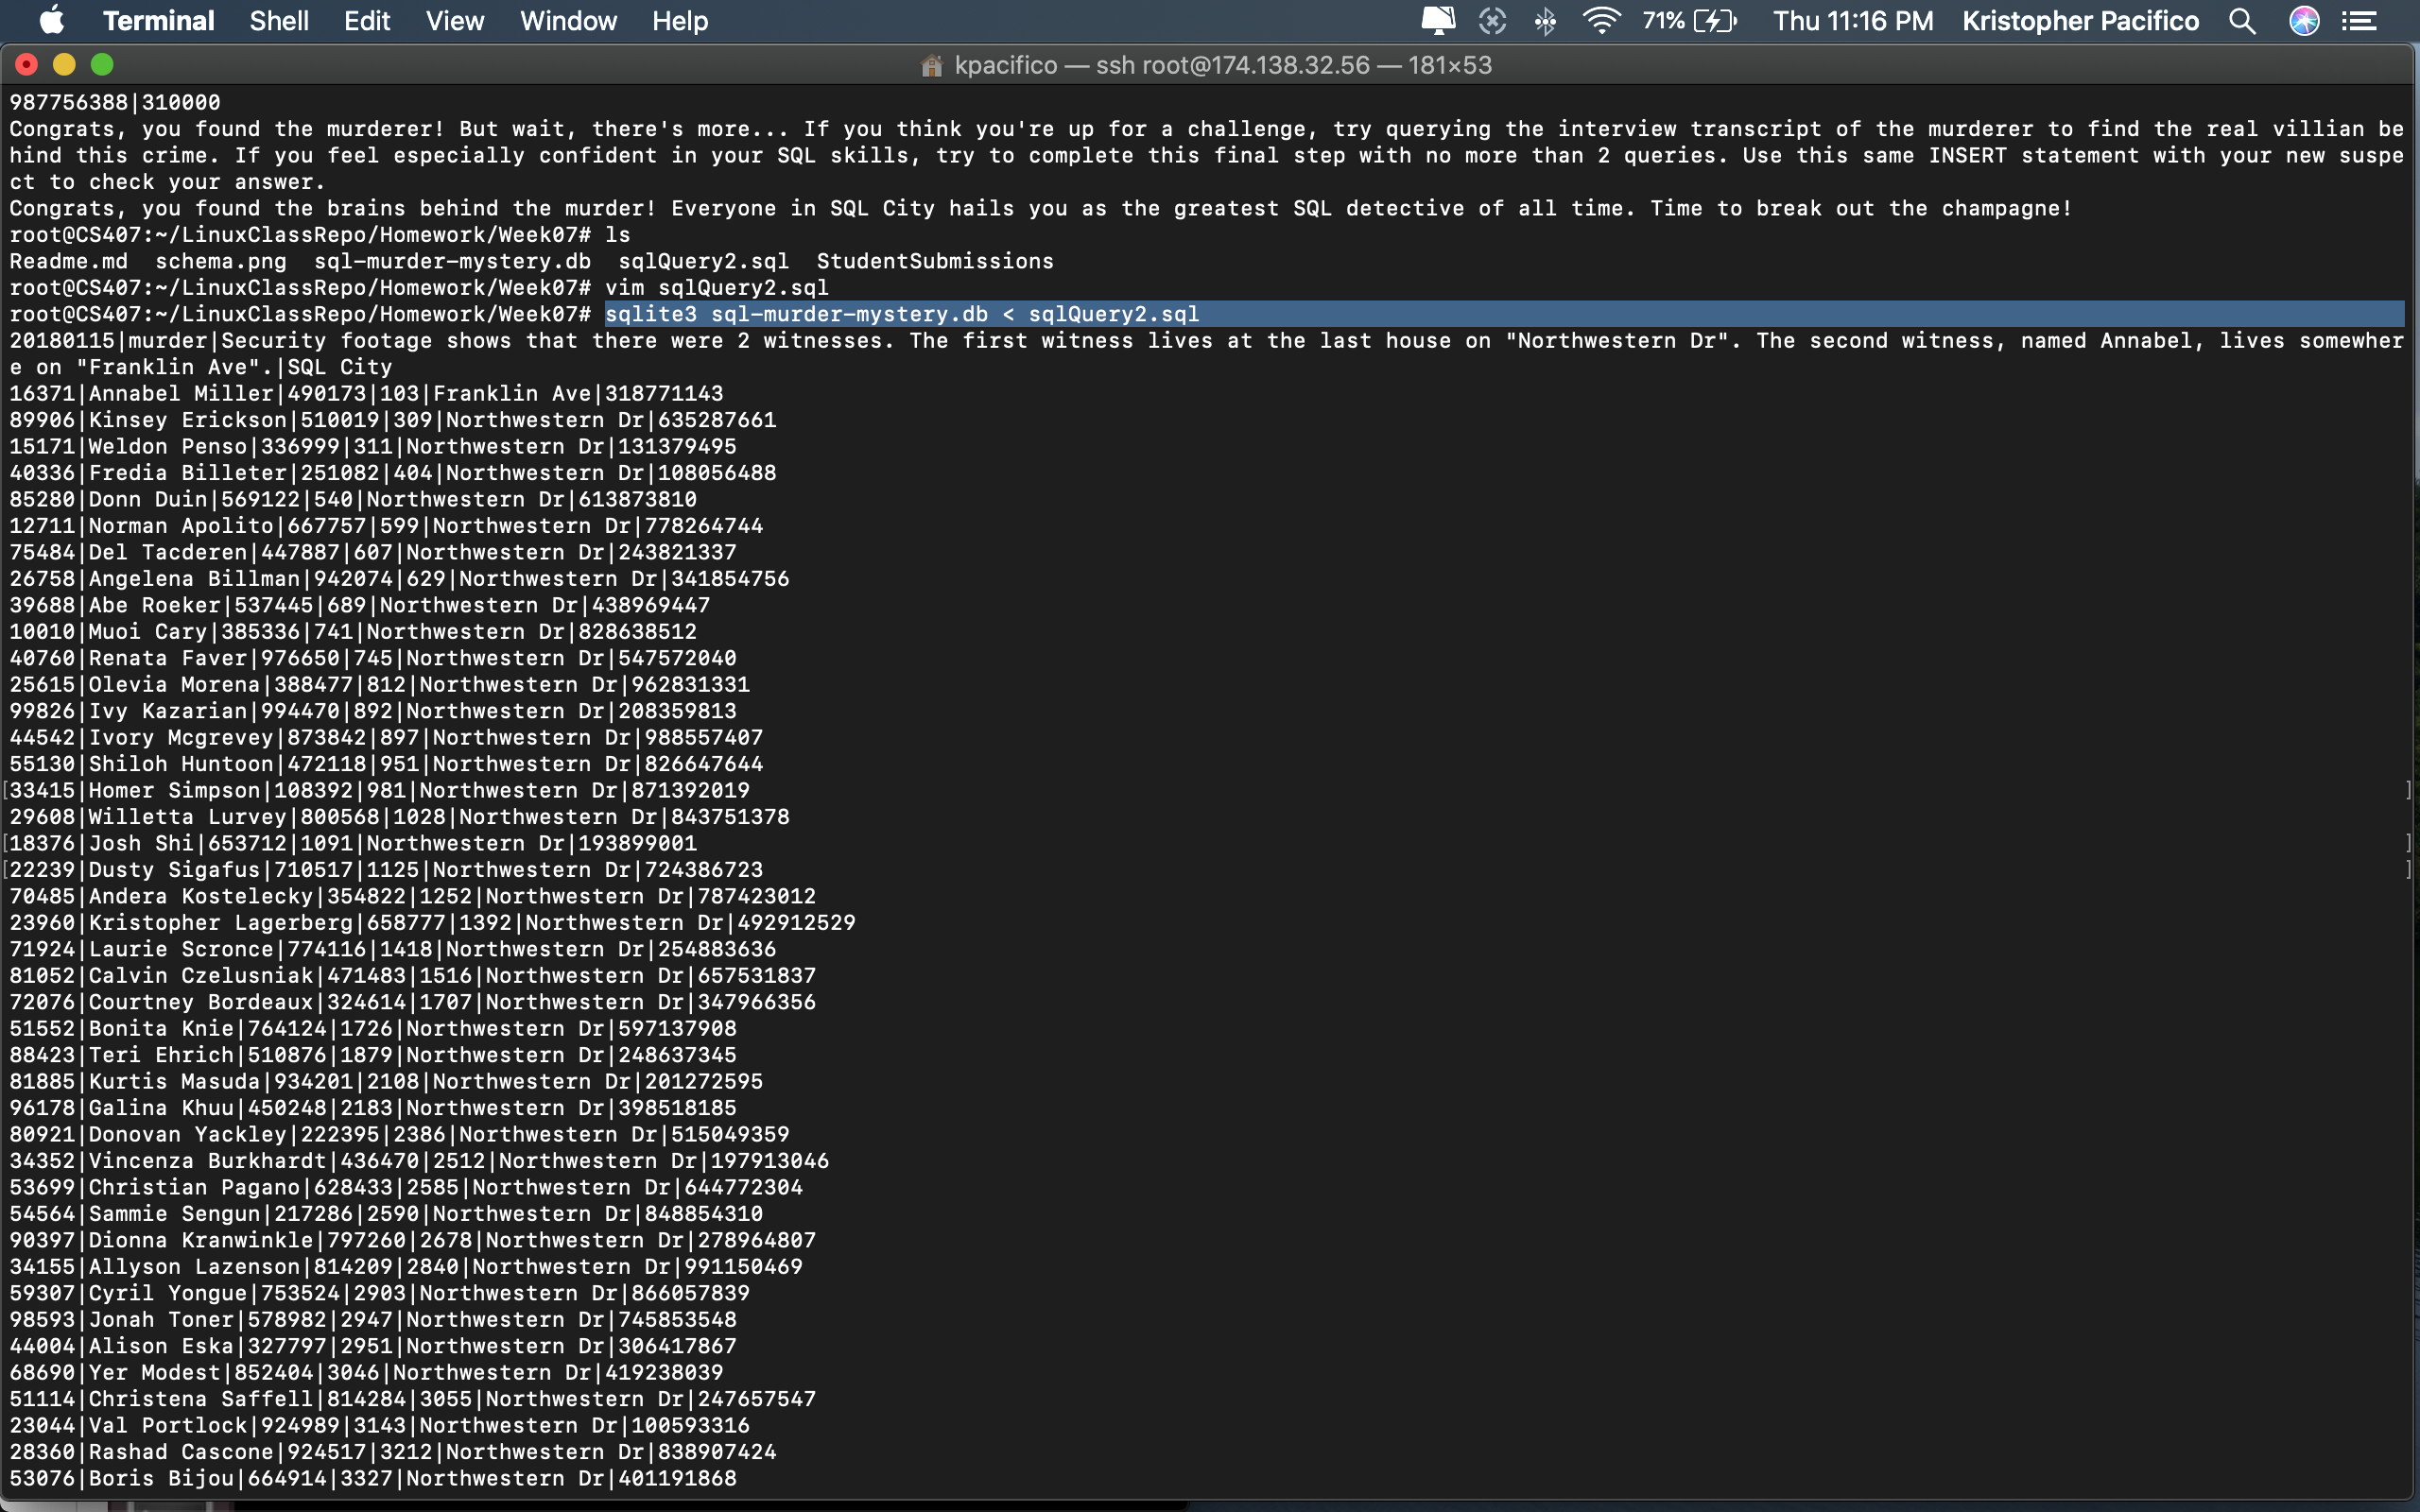 Terminal Shell Edit View Window Help 71% Thu 11:16 PM Kristopher Pacifico
kpacifico — ssh root@174.138.32.56 — 181×53
987756388|310000
Congrats, you found the murderer! But wait, there's more... If you think you're up for a challenge, try querying the interview transcript of the murderer to find the real villian be
hind this crime. If you feel especially confident in your SQL skills, try to complete this final step with no more than 2 queries. Use this same INSERT statement with your new suspe
ct to check your answer.
Congrats, you found the brains behind the murder! Everyone in SQL City hails you as the greatest SQL detective of all time. Time to break out the champagne!
root@CS407:~/LinuxClassRepo/Homework/Week07# ls
Readme.md  schema.png  sql-murder-mystery.db  sqlQuery2.sql  StudentSubmissions
root@CS407:~/LinuxClassRepo/Homework/Week07# vim sqlQuery2.sql
root@CS407:~/LinuxClassRepo/Homework/Week07# sqlite3 sql-murder-mystery.db < sqlQuery2.sql
20180115|murder|Security footage shows that there were 2 witnesses. The first witness lives at the last house on "Northwestern Dr". The second witness, named Annabel, lives somewher
e on "Franklin Ave".|SQL City
16371|Annabel Miller|490173|103|Franklin Ave|318771143
89906|Kinsey Erickson|510019|309|Northwestern Dr|635287661
15171|Weldon Penso|336999|311|Northwestern Dr|131379495
40336|Fredia Billeter|251082|404|Northwestern Dr|108056488
85280|Donn Duin|569122|540|Northwestern Dr|613873810
12711|Norman Apolito|667757|599|Northwestern Dr|778264744
75484|Del Tacderen|447887|607|Northwestern Dr|243821337
26758|Angelena Billman|942074|629|Northwestern Dr|341854756
39688|Abe Roeker|537445|689|Northwestern Dr|438969447
10010|Muoi Cary|385336|741|Northwestern Dr|828638512
40760|Renata Faver|976650|745|Northwestern Dr|547572040
25615|Olevia Morena|388477|812|Northwestern Dr|962831331
99826|Ivy Kazarian|994470|892|Northwestern Dr|208359813
44542|Ivory Mcgrevey|873842|897|Northwestern Dr|988557407
55130|Shiloh Huntoon|472118|951|Northwestern Dr|826647644
[33415|Homer Simpson|108392|981|Northwestern Dr|871392019 ]
29608|Willetta Lurvey|800568|1028|Northwestern Dr|843751378
[18376|Josh Shi|653712|1091|Northwestern Dr|193899001 ]
[22239|Dusty Sigafus|710517|1125|Northwestern Dr|724386723 ]
70485|Andera Kostelecky|354822|1252|Northwestern Dr|787423012
23960|Kristopher Lagerberg|658777|1392|Northwestern Dr|492912529
71924|Laurie Scronce|774116|1418|Northwestern Dr|254883636
81052|Calvin Czelusniak|471483|1516|Northwestern Dr|657531837
72076|Courtney Bordeaux|324614|1707|Northwestern Dr|347966356
51552|Bonita Knie|764124|1726|Northwestern Dr|597137908
88423|Teri Ehrich|510876|1879|Northwestern Dr|248637345
81885|Kurtis Masuda|934201|2108|Northwestern Dr|201272595
96178|Galina Khuu|450248|2183|Northwestern Dr|398518185
80921|Donovan Yackley|222395|2386|Northwestern Dr|515049359
34352|Vincenza Burkhardt|436470|2512|Northwestern Dr|197913046
53699|Christian Pagano|628433|2585|Northwestern Dr|644772304
54564|Sammie Sengun|217286|2590|Northwestern Dr|848854310
90397|Dionna Kranwinkle|797260|2678|Northwestern Dr|278964807
34155|Allyson Lazenson|814209|2840|Northwestern Dr|991150469
59307|Cyril Yongue|753524|2903|Northwestern Dr|866057839
98593|Jonah Toner|578982|2947|Northwestern Dr|745853548
44004|Alison Eska|327797|2951|Northwestern Dr|306417867
68690|Yer Modest|852404|3046|Northwestern Dr|419238039
51114|Christena Saffell|814284|3055|Northwestern Dr|247657547
23044|Val Portlock|924989|3143|Northwestern Dr|100593316
28360|Rashad Cascone|924517|3212|Northwestern Dr|838907424
53076|Boris Bijou|664914|3327|Northwestern Dr|401191868